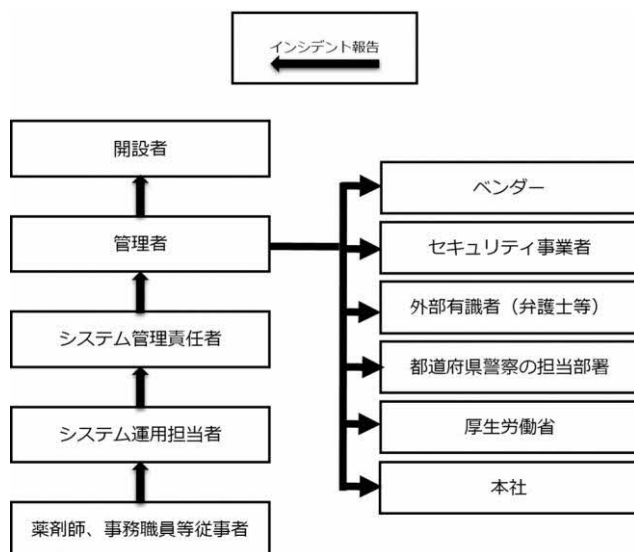 インシデント報告
開設者
管理者
システム管理責任者
システム運用担当者
薬剤師、事務職員等従事者
ベンダー
セキュリティ事業者
外部有識者（弁護士等）
都道府県警察の担当部署
厚生労働省
本社